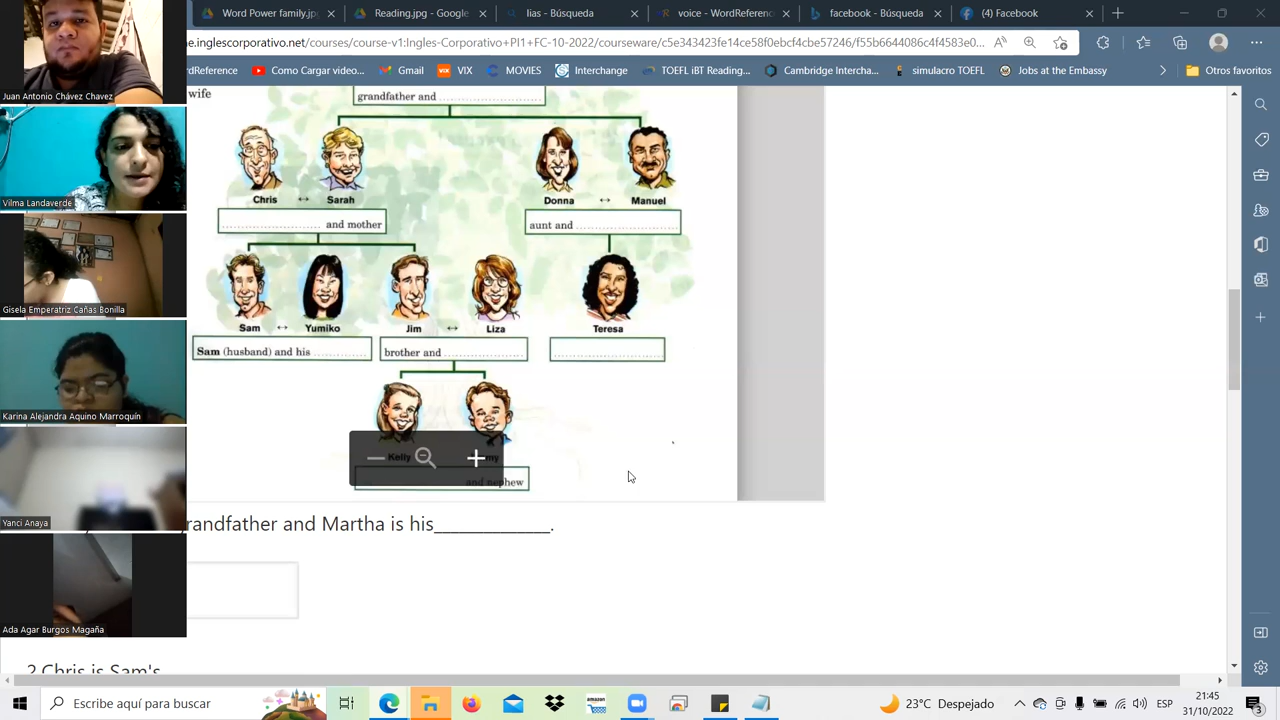 Word Power family.jp
Reading.jpg - Google
lias - Búsqueda
voice - WordReferen
Facebook - Búsqueda
(4) Facebook
e.inglescorporativo.net/courses/course-v1:Ingles-Corporativo+PI1+FC-10-2022/courseware/c5e343423fe14ce58f0ebcf4cbe57246/f55b6644086c4f4583e0...
rdReference
Como Cargar video...
Gmail
VIX
MOVIES
Interchange
TOEFL iBT Reading...
Cambridge Intercha...
simulacro TOEFL
Jobs at the Embassy
Otros favoritos
Juan Antonio Chávez Chavez
Vilma Landaverde
Gisela Emperatriz Cañas Bonilla
Karina Alejandra Aquino Marroquín
Yanci Anaya
Ada Agar Burgos Magaña
wife
grandfather and ..............................
Chris ↔ Sarah
Donna ↔ Manuel
............................ and mother
aunt and ..............................
Sam ↔ Yumiko
Jim ↔ Liza
Teresa
Sam (husband) and his ................
brother and ......................
..............................
Kelly
my
and nephew
randfather and Martha is his______________.
2.Chris is Sam's
Escribe aquí para buscar
23°C Despejado
ESP
21:45
31/10/2022
3